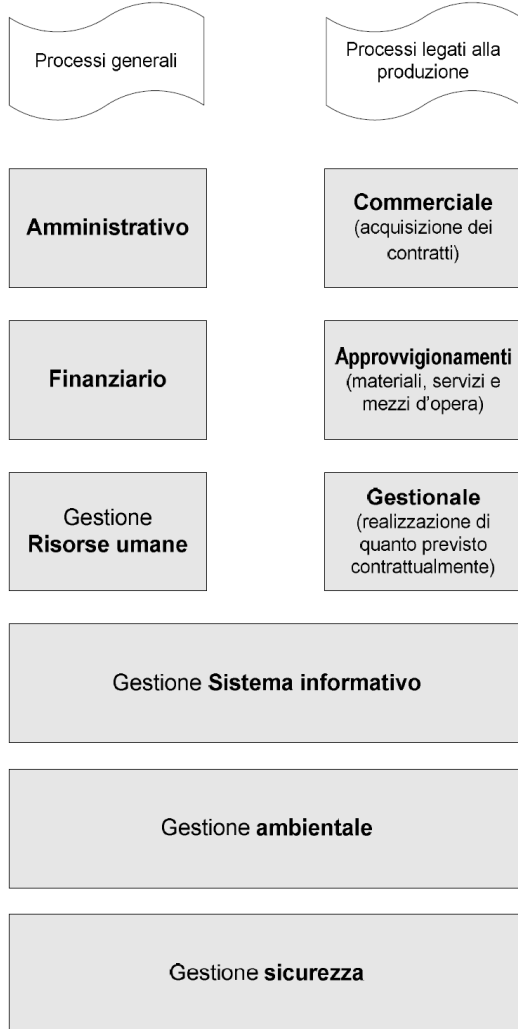 Processi generali
Processi legati alla
produzione
Amministrativo
Commerciale
(acquisizione dei
contratti)
Finanziario
Approvvigionamenti
(materiali, servizi e
mezzi d'opera)
Gestione
Risorse umane
Gestionale
(realizzazione di
quanto previsto
contrattualmente)
Gestione Sistema informativo
Gestione ambientale
Gestione sicurezza